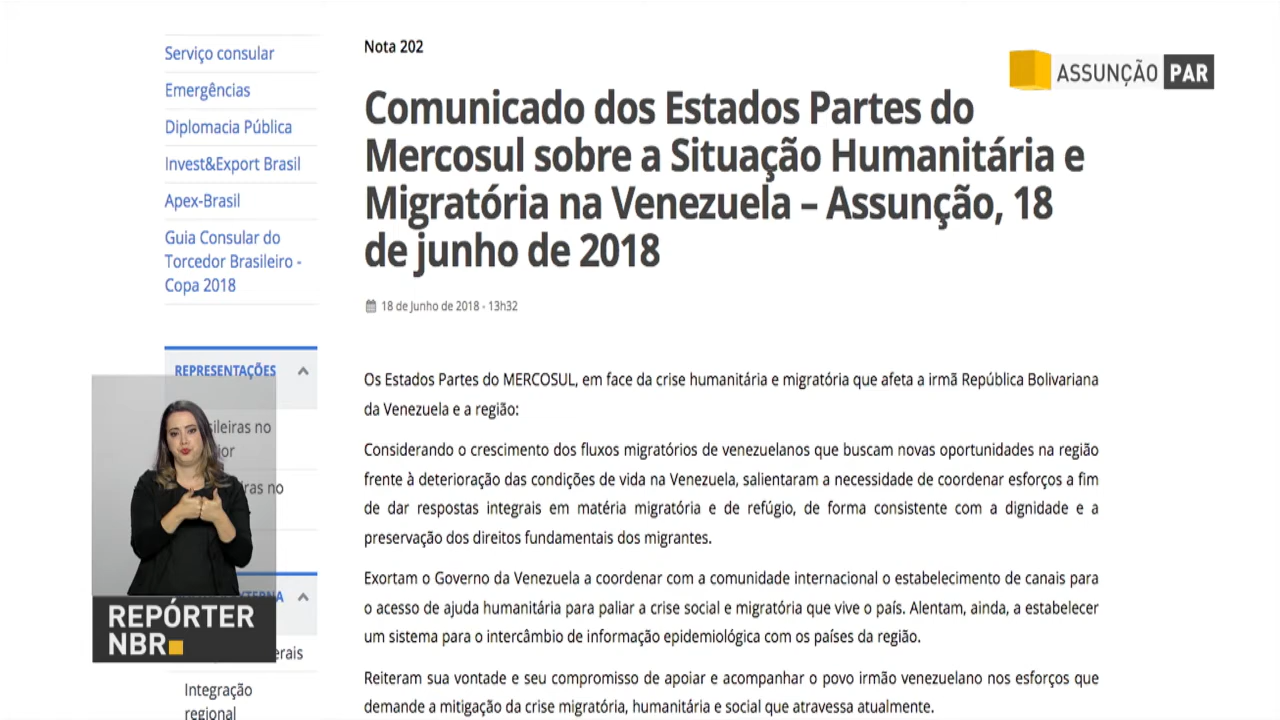 Serviço consular
Emergências
Diplomacia Pública
Invest&Export Brasil
Apex-Brasil
Guia Consular do
Torcedor Brasileiro -
Copa 2018
REPRESENTAÇÕES
sileiras no
ior
iras no
ERNA
erais
Integração
regional
REPÓRTER
NBR
ASSUNÇÃO PAR
Nota 202
Comunicado dos Estados Partes do
Mercosul sobre a Situação Humanitária e
Migratória na Venezuela – Assunção, 18
de junho de 2018
18 de Junho de 2018 - 13h32
Os Estados Partes do MERCOSUL, em face da crise humanitária e migratória que afeta a irmã República Bolivariana
da Venezuela e a região:
Considerando o crescimento dos fluxos migratórios de venezuelanos que buscam novas oportunidades na região
frente à deterioração das condições de vida na Venezuela, salientaram a necessidade de coordenar esforços a fim
de dar respostas integrais em matéria migratória e de refúgio, de forma consistente com a dignidade e a
preservação dos direitos fundamentais dos migrantes.
Exortam o Governo da Venezuela a coordenar com a comunidade internacional o estabelecimento de canais para
o acesso de ajuda humanitária para paliar a crise social e migratória que vive o país. Alentam, ainda, a estabelecer
um sistema para o intercâmbio de informação epidemiológica com os países da região.
Reiteram sua vontade e seu compromisso de apoiar e acompanhar o povo irmão venezuelano nos esforços que
demande a mitigação da crise migratória, humanitária e social que atravessa atualmente.